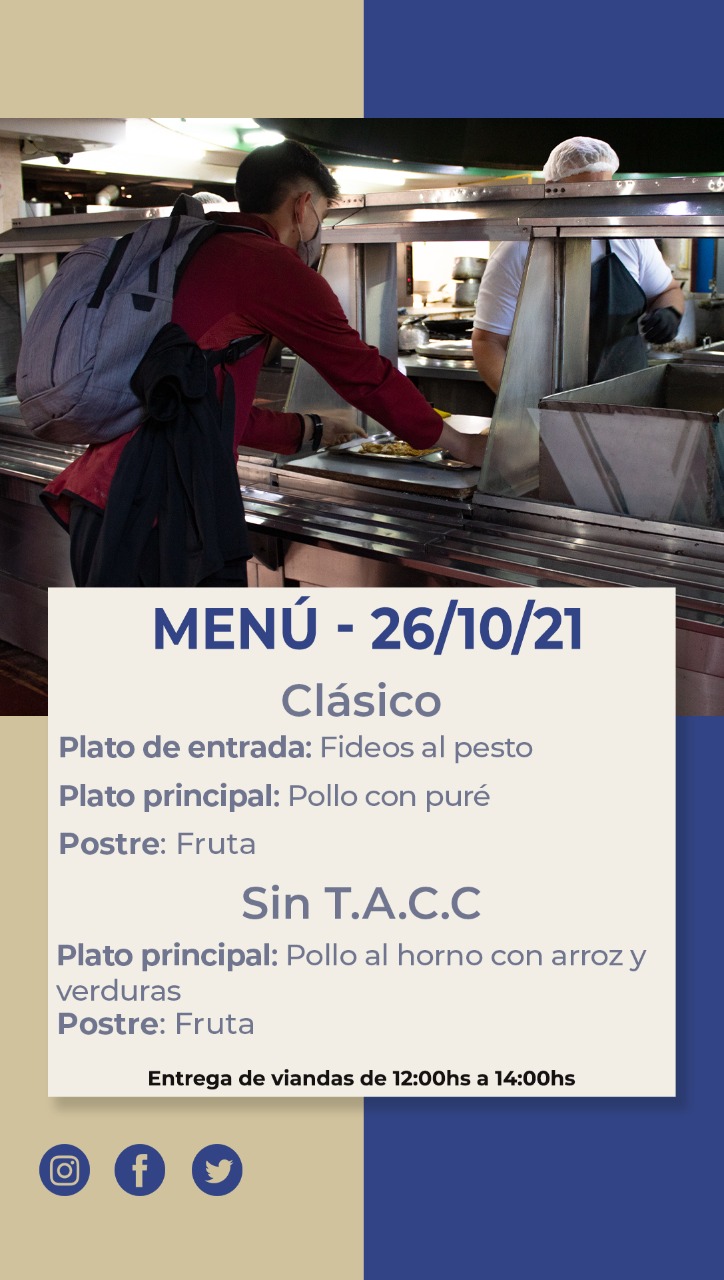 MENÚ - 26/10/21
Clásico
Plato de entrada: Fideos al pesto
Plato principal: Pollo con puré
Postre: Fruta
Sin T.A.C.C
Plato principal: Pollo al horno con arroz y
verduras
Postre: Fruta
Entrega de viandas de 12:00hs a 14:00hs